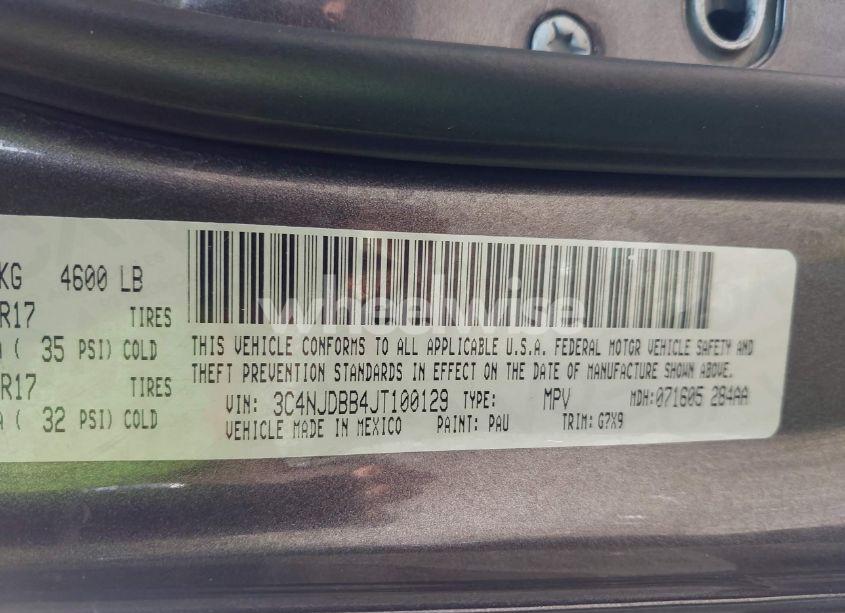 KG 4600 LB
R17 TIRES
( 35 PSI) COLD
R17 TIRES
( 32 PSI) COLD
wheelwise
THIS VEHICLE CONFORMS TO ALL APPLICABLE U.S.A. FEDERAL MOTOR VEHICLE SAFETY AND
THEFT PREVENTION STANDARDS IN EFFECT ON THE DATE OF MANUFACTURE SHOWN ABOVE.
VIN: 3C4NJDBB4JT100129 TYPE: MPV MDH: 071605 284AA
VEHICLE MADE IN MEXICO PAINT: PAU TRIM: G7X9